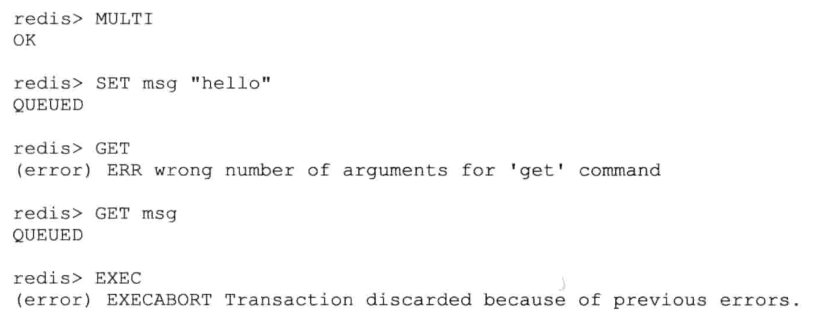 redis> MULTI
OK
redis> SET msg "hello"
QUEUED
redis> GET
(error) ERR wrong number of arguments for 'get' command
redis> GET msg
QUEUED
redis> EXEC
(error) EXECABORT Transaction discarded because of previous errors.